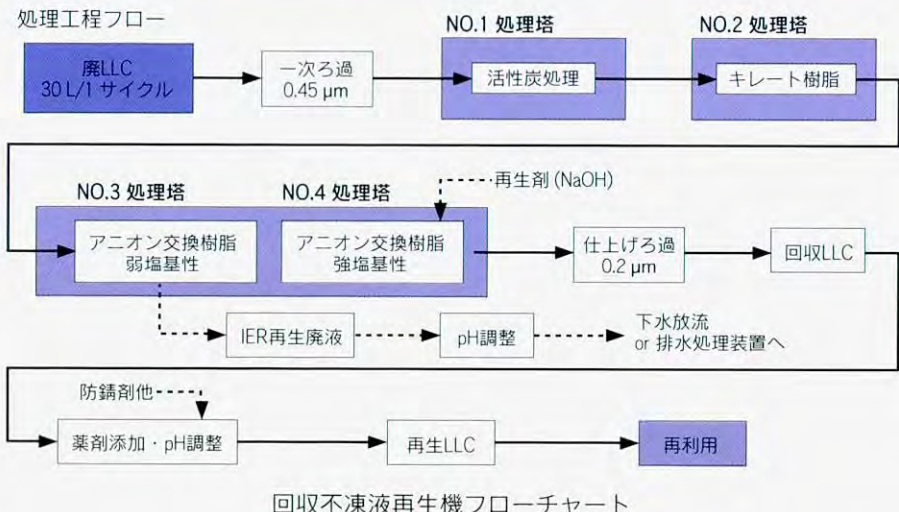 処理工程フロー
廃LLC
30 L/1 サイクル
一次ろ過
0.45 μm
NO.1 処理塔
活性炭処理
NO.2 処理塔
キレート樹脂
NO.3 処理塔
アニオン交換樹脂
弱塩基性
NO.4 処理塔
アニオン交換樹脂
強塩基性
再生剤 (NaOH)
仕上げろ過
0.2 μm
回収LLC
IER再生廃液
pH調整
下水放流
or 排水処理装置へ
防錆剤他
薬剤添加・pH調整
再生LLC
再利用
回収不凍液再生機フローチャート